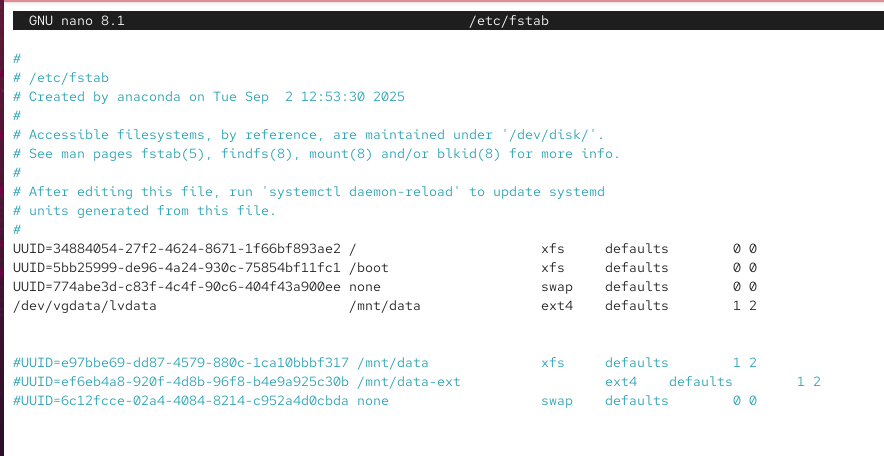 GNU nano 8.1 /etc/fstab
#
# /etc/fstab
# Created by anaconda on Tue Sep  2 12:53:30 2025
#
# Accessible filesystems, by reference, are maintained under '/dev/disk/'.
# See man pages fstab(5), findfs(8), mount(8) and/or blkid(8) for more info.
#
# After editing this file, run 'systemctl daemon-reload' to update systemd
# units generated from this file.
#
UUID=34884054-27f2-4624-8671-1f66bf893ae2 /                       xfs     defaults        0 0
UUID=5bb25999-de96-4a24-930c-75854bf11fc1 /boot                   xfs     defaults        0 0
UUID=774abe3d-c83f-4c4f-90c6-404f43a900ee none                    swap    defaults        0 0
/dev/vgdata/lvdata                        /mnt/data               ext4    defaults        1 2
#UUID=e97bbe69-dd87-4579-880c-1ca10bbbf317 /mnt/data              xfs     defaults        1 2
#UUID=ef6eb4a8-920f-4d8b-96f8-b4e9a925c30b /mnt/data-ext                  ext4    defaults        1 2
#UUID=6c12fcce-02a4-4084-8214-c952a4d0cbda none                   swap    defaults        0 0